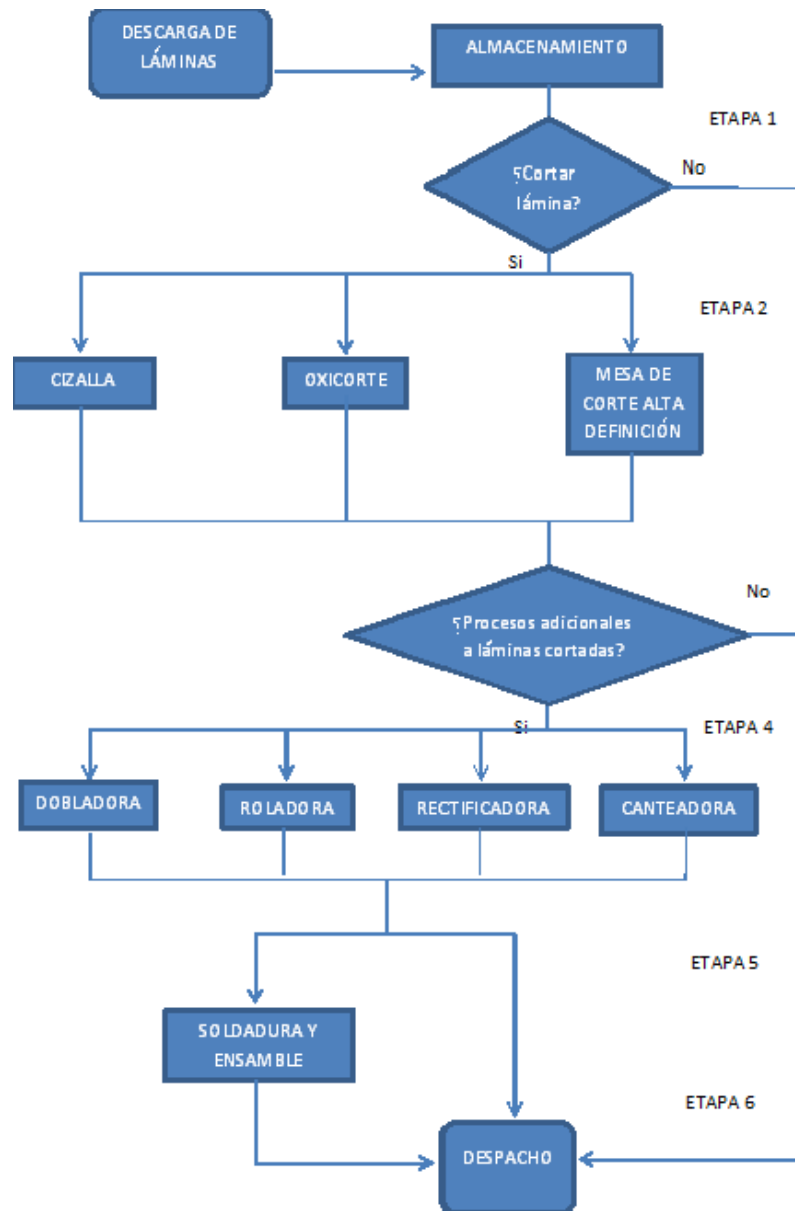 DESCARGA DE
LÁMINAS
ALMACENAMIENTO
ETAPA 1
¿Cortar
lámina?
No
Si
ETAPA 2
CIZALLA
OXICORTE
MESA DE
CORTE ALTA
DEFINICIÓN
¿Procesos adicionales
a láminas cortadas?
No
Si
ETAPA 4
DOBLADORA
ROLADORA
RECTIFICADORA
CANTEADORA
ETAPA 5
SOLDADURA Y
ENSAMBLE
ETAPA 6
DESPACHO